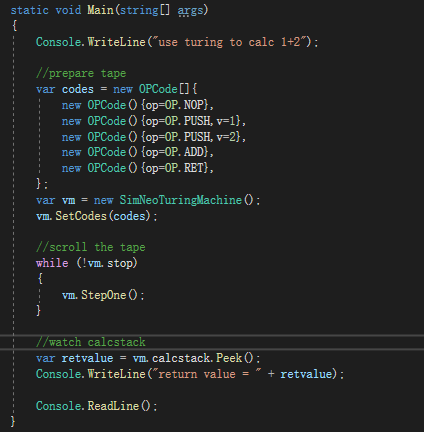 static void Main(string[] args)
{
Console.WriteLine("use turing to calc 1+2");
//prepare tape
var codes = new OPCode[]{
new OPCode(){op=OP.NOP},
new OPCode(){op=OP.PUSH,v=1},
new OPCode(){op=OP.PUSH,v=2},
new OPCode(){op=OP.ADD},
new OPCode(){op=OP.RET},
};
var vm = new SimNeoTuringMachine();
vm.SetCodes(codes);
//scroll the tape
while (!vm.stop)
{
vm.StepOne();
}
//watch calcstack
var retvalue = vm.calcstack.Peek();
Console.WriteLine("return value = " + retvalue);
Console.ReadLine();
}